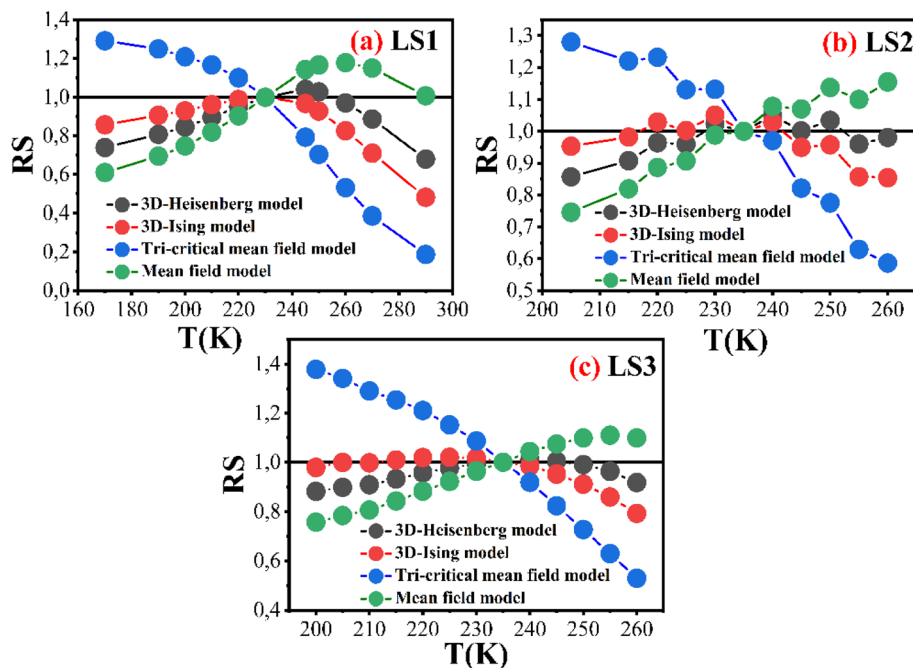 (a) LS1
RS
1,4
1,2
1,0
0,8
0,6
0,4
0,2
0,0
3D-Heisenberg model
3D-Ising model
Tri-critical mean field model
Mean field model
160 180 200 220 240 260 280 300
T(K)
(b) LS2
RS
1,3
1,2
1,1
1,0
0,9
0,8
0,7
0,6
0,5
3D-Heisenberg model
3D-Ising model
Tri-critical mean field model
Mean field model
200 210 220 230 240 250 260
T(K)
(c) LS3
RS
1,4
1,2
1,0
0,8
0,6
0,4
3D-Heisenberg model
3D-Ising model
Tri-critical mean field model
Mean field model
200 210 220 230 240 250 260
T(K)